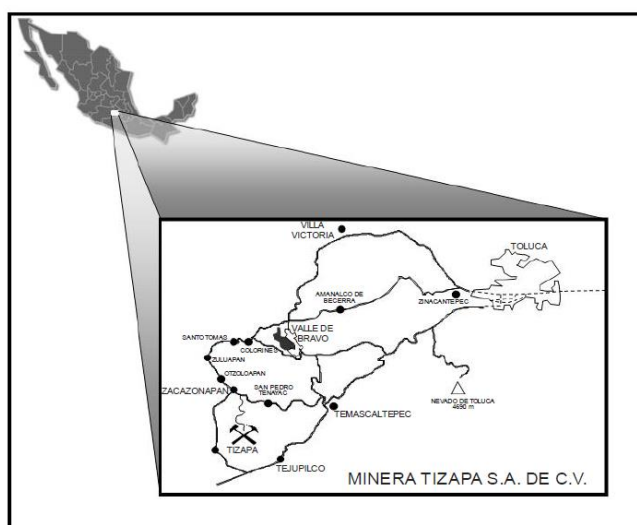 VILLA
VICTORIA
TOLUCA
AMANALCO DE
BECERRA
ZINACANTEPEC
VALLE DE
BRAVO
SANTO TOMAS
COLORINES
ZULUAPAN
OTZOLOAPAN
ZACAZONAPAN
SAN PEDRO
TENAYAC
NEVADO DE TOLUCA
4690 m
TEMASCALTEPEC
TIZAPA
TEJUPILCO
MINERA TIZAPA S.A. DE C.V.